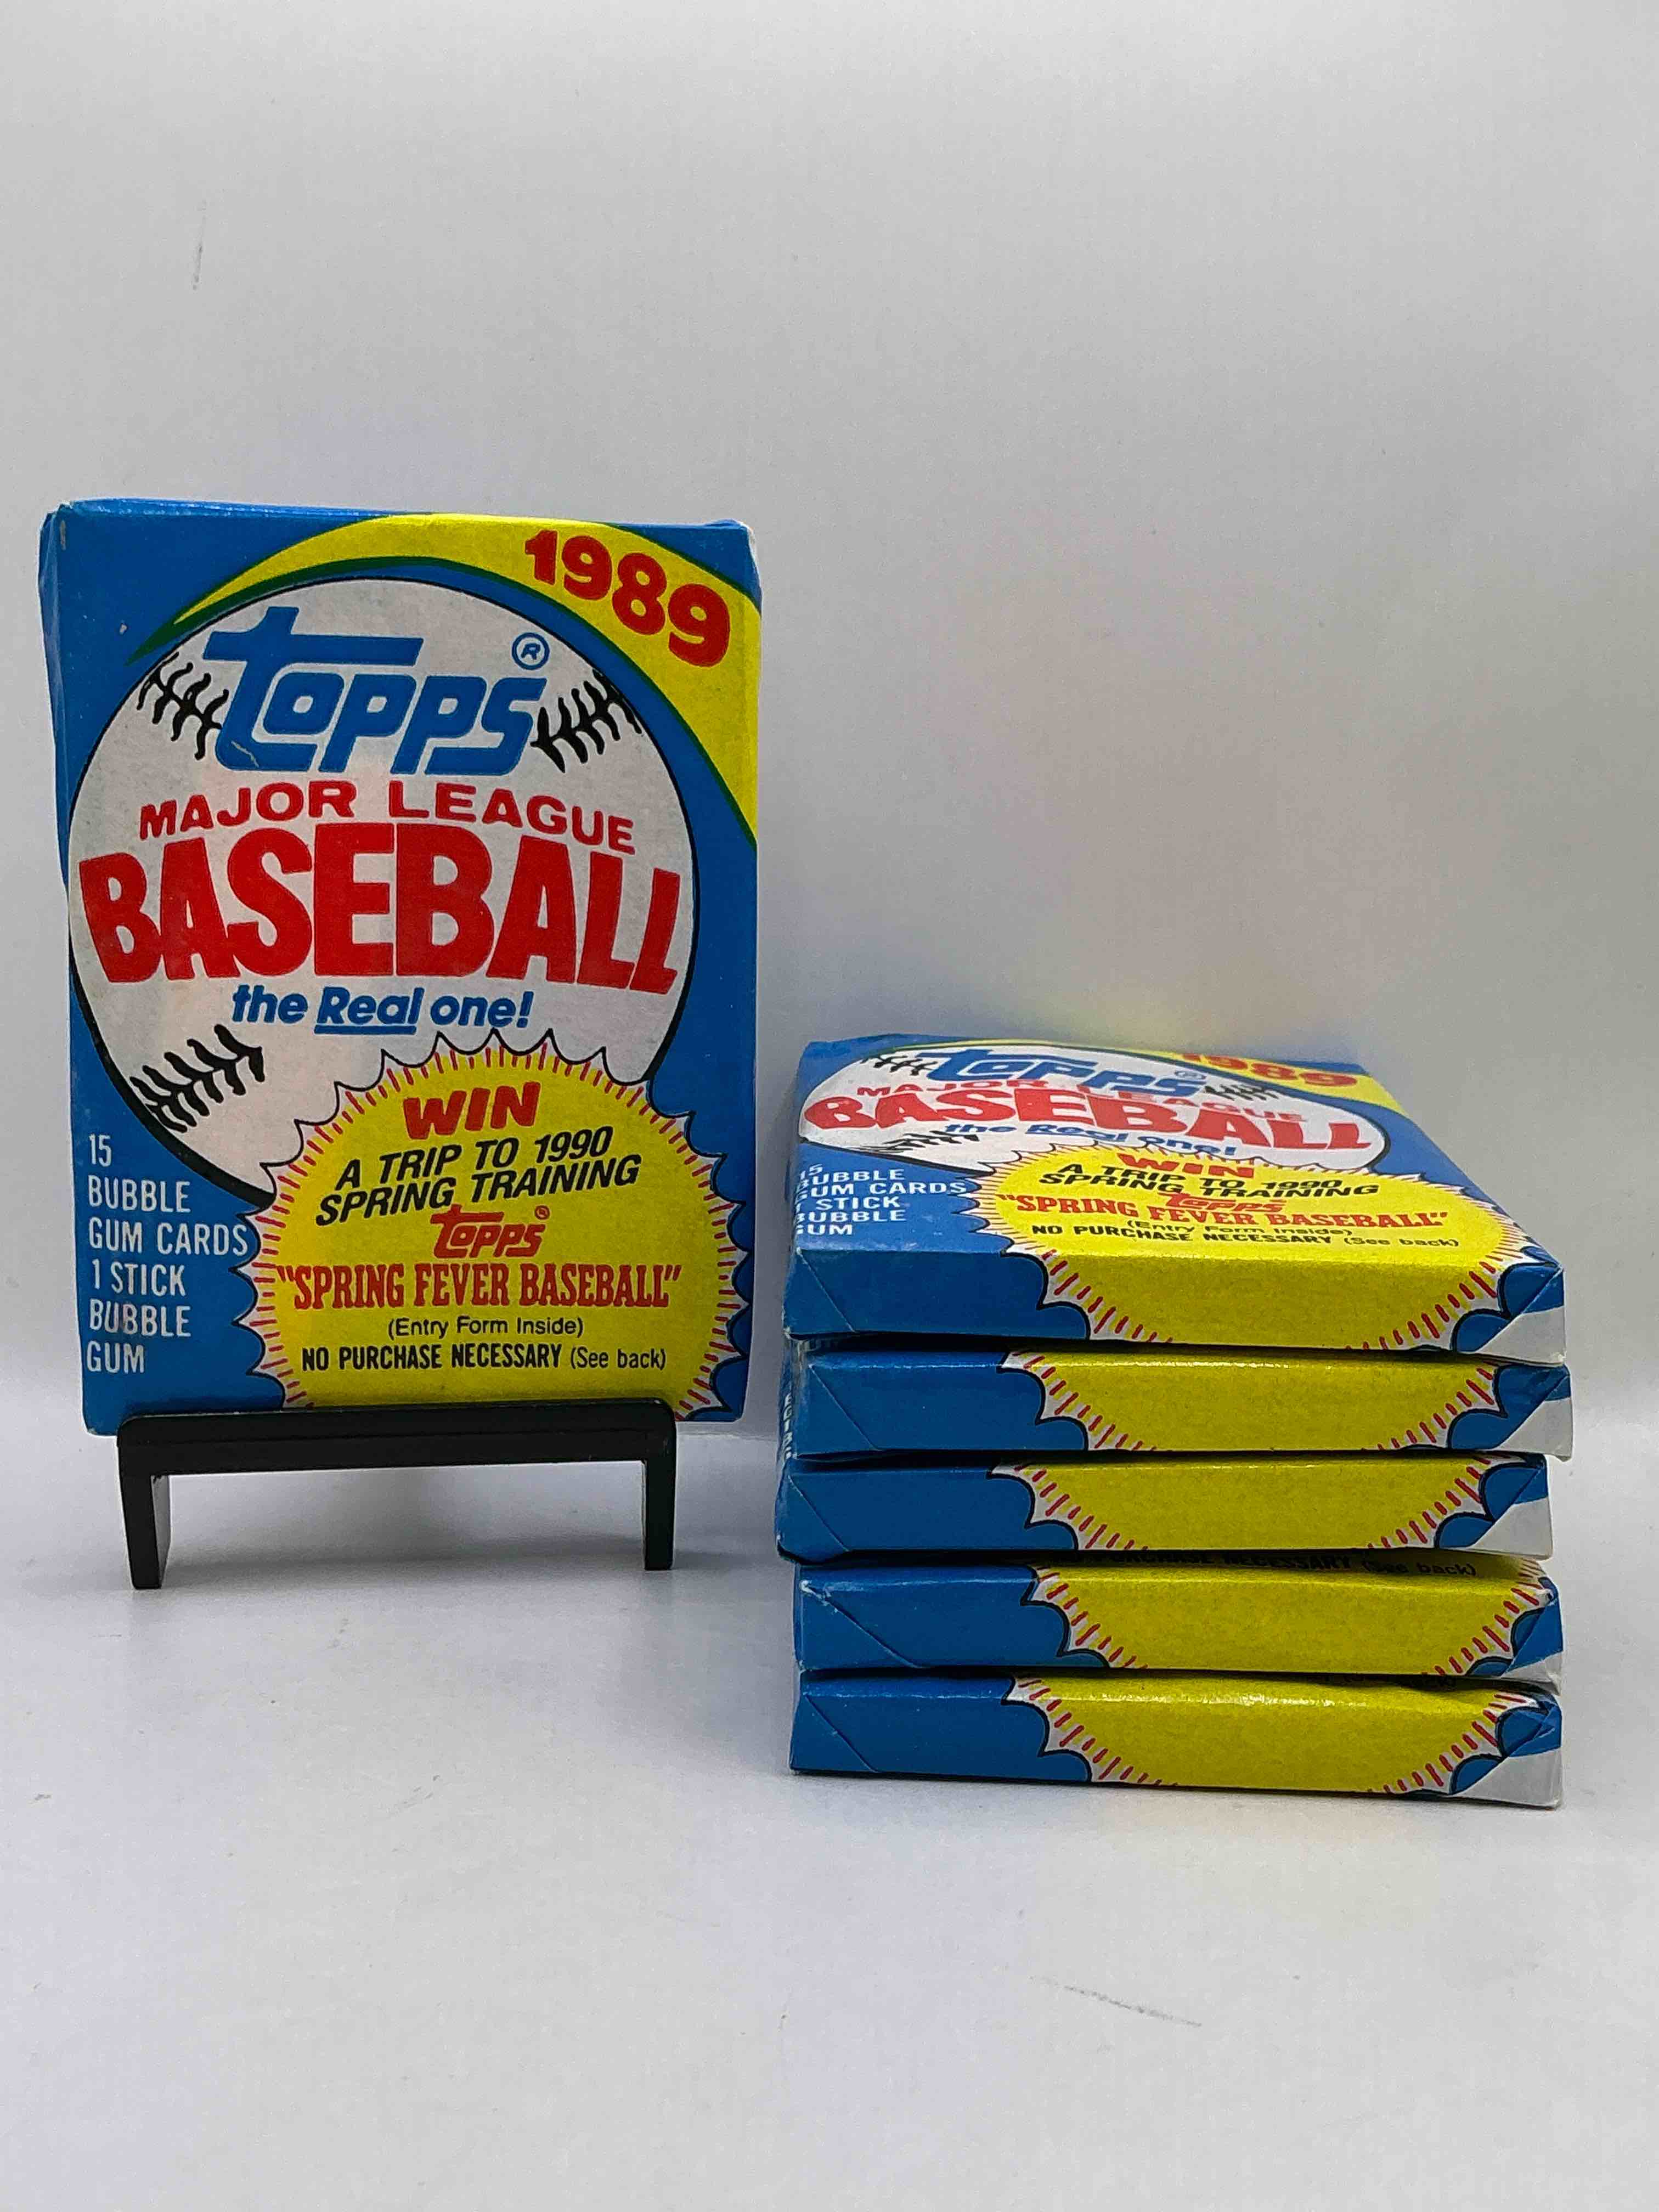 1989
Topps®
MAJOR LEAGUE
BASEBALL
the Real one!
WIN
A TRIP TO 1990
SPRING TRAINING
Topps®
"SPRING FEVER BASEBALL"
(Entry Form Inside)
NO PURCHASE NECESSARY (See back)
15
BUBBLE
GUM CARDS
1 STICK
BUBBLE
GUM
1989
Topps®
MAJOR LEAGUE
BASEBALL
the Real one!
WIN
A TRIP TO 1990
SPRING TRAINING
Topps
"SPRING FEVER BASEBALL"
(Entry Form Inside)
NO PURCHASE NECESSARY (See back)
15
BUBBLE
GUM CARDS
1 STICK
BUBBLE
GUM
PURCHASE NECESSARY (See back)